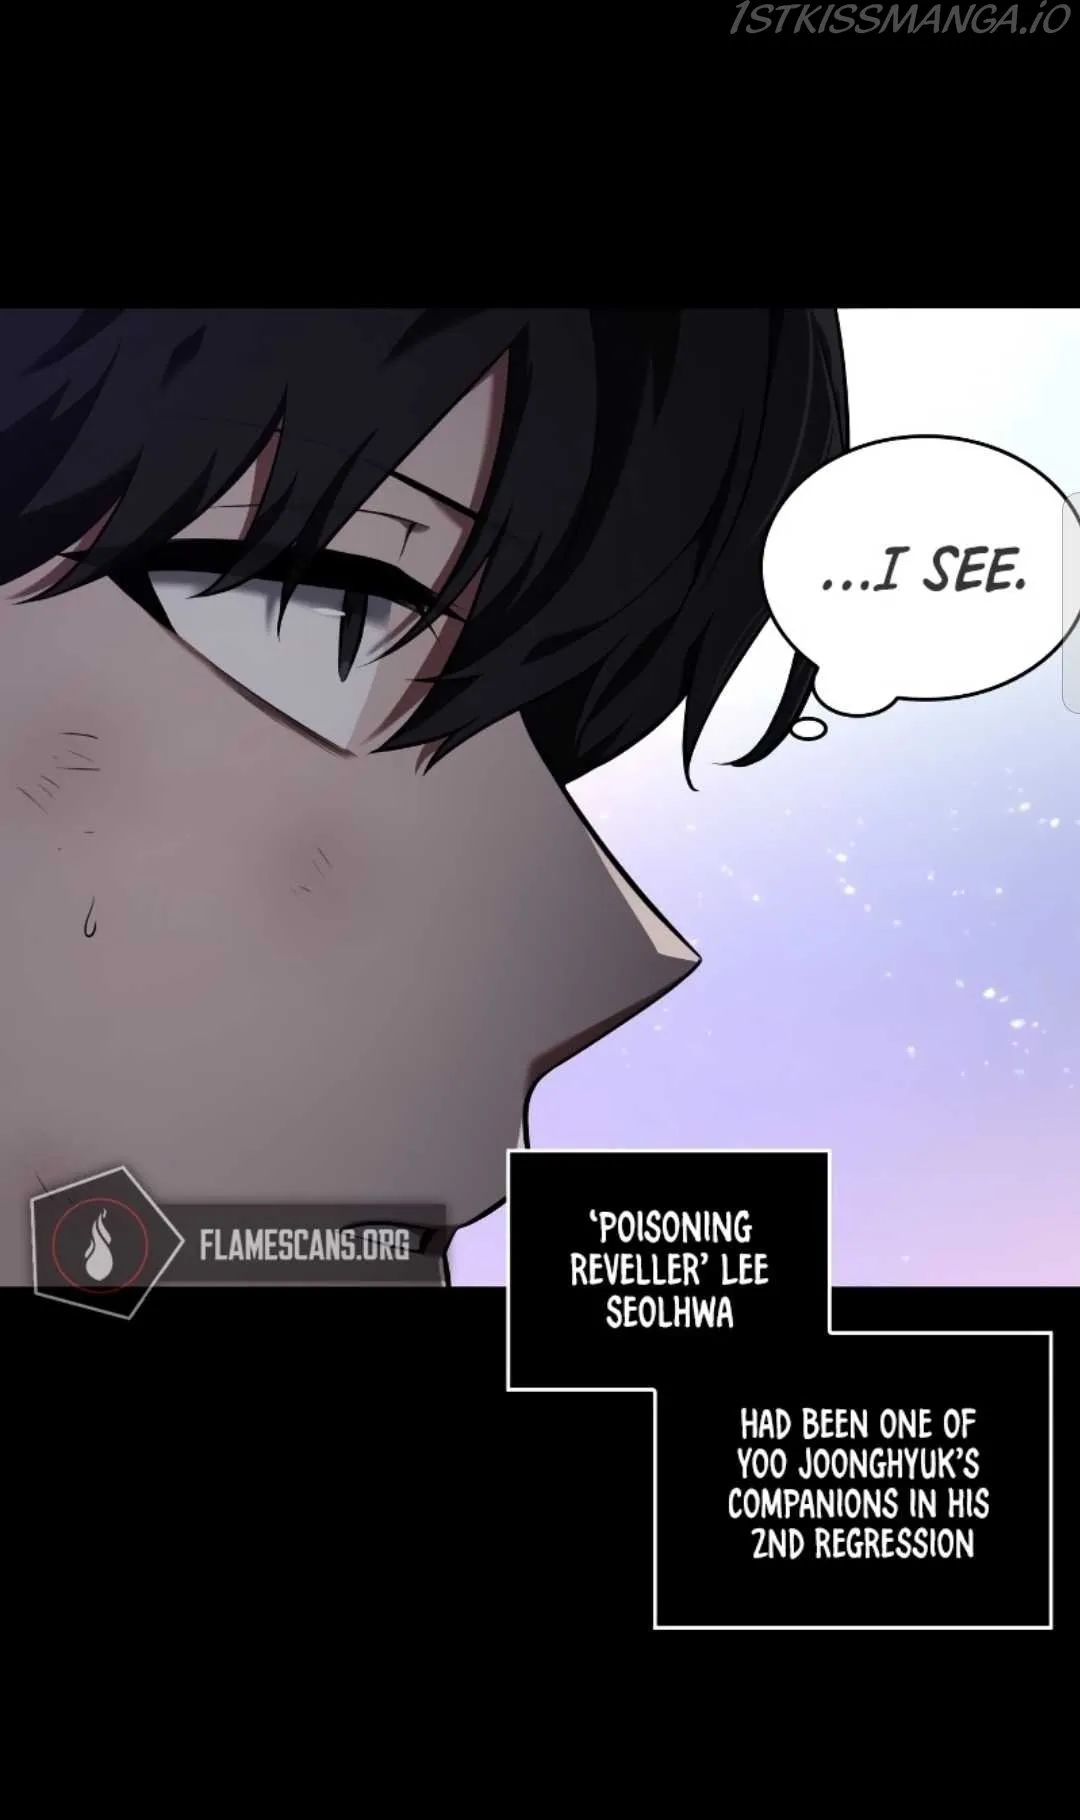 1STKISSMANGA.IO
...I SEE.
FLAMESCANS.ORG
'POISONING
REVELLER' LEE
SEOLHWA
HAD BEEN ONE OF
YOO JOONGHYUK'S
COMPANIONS IN HIS
2ND REGRESSION